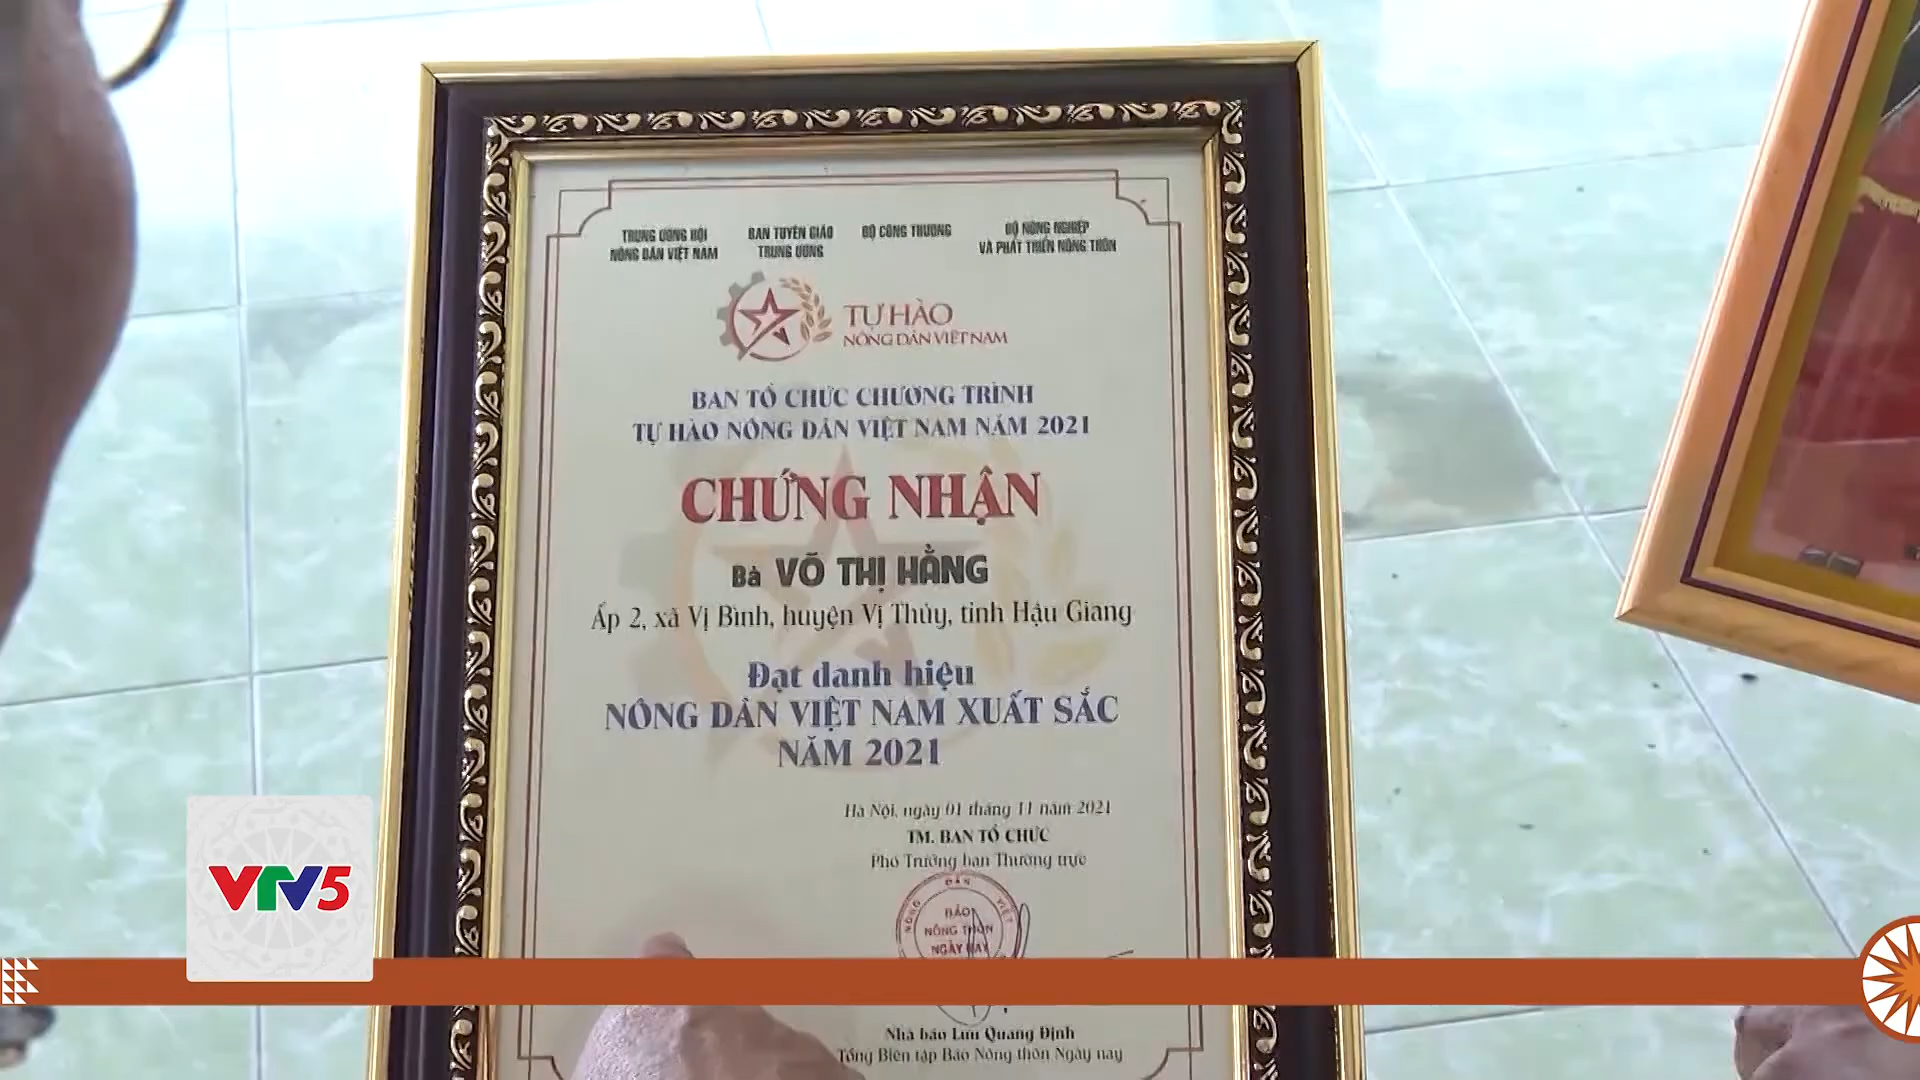 TRUNG ƯƠNG HỘI
NÔNG DÂN VIỆT NAM
BAN TUYÊN GIÁO
TRUNG ƯƠNG
BỘ CÔNG THƯƠNG
BỘ NÔNG NGHIỆP
VÀ PHÁT TRIỂN NÔNG THÔN
TỰ HÀO
NÔNG DÂN VIỆT NAM
BAN TỔ CHỨC CHƯƠNG TRÌNH
TỰ HÀO NÔNG DÂN VIỆT NAM NĂM 2021
CHỨNG NHẬN
Bà VÕ THỊ HẰNG
Ấp 2, xã Vị Bình, huyện Vị Thủy, tỉnh Hậu Giang
Đạt danh hiệu
NÔNG DÂN VIỆT NAM XUẤT SẮC
NĂM 2021
Hà Nội, ngày 01 tháng 11 năm 2021
TM. BAN TỔ CHỨC
Phó Trưởng ban Thường trực
NÔNG DÂN VIỆT
BÁO
NÔNG THÔN
NGÀY NAY
Nhà báo Lưu Quang Định
Tổng Biên tập Báo Nông thôn Ngày nay
VTV5